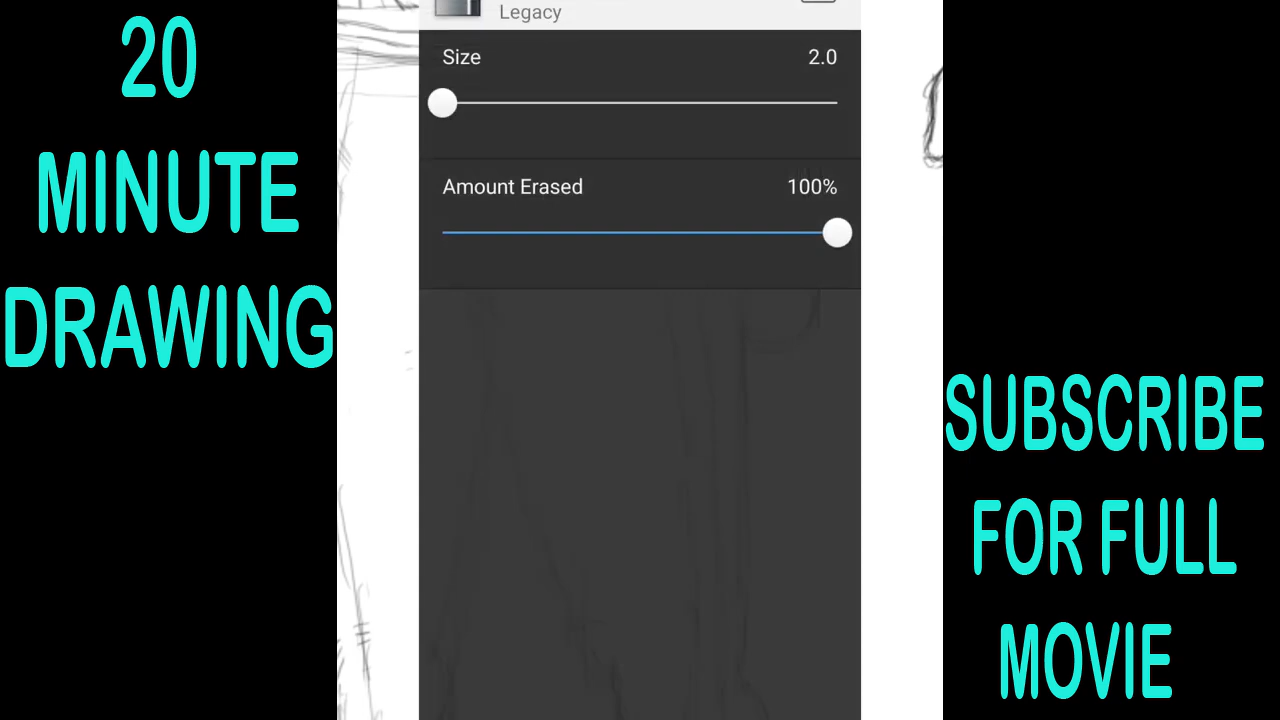 20
MINUTE
DRAWING
Legacy
Size 2.0
Amount Erased 100%
SUBSCRIBE
FOR FULL
MOVIE